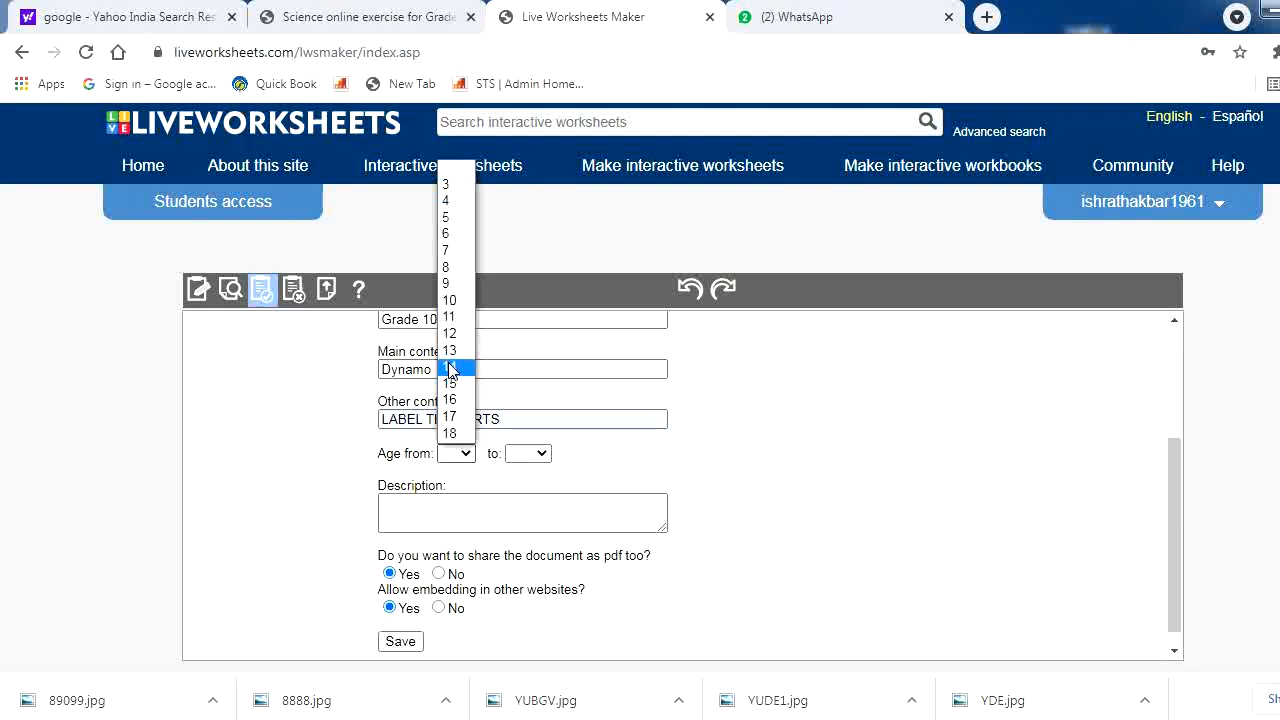 google - Yahoo India Search Res
Science online exercise for Grade
Live Worksheets Maker
(2) WhatsApp
liveworksheets.com/lwsmaker/index.asp
Apps
Sign in – Google ac...
Quick Book
New Tab
STS | Admin Home...
LIVE LIVEWORKSHEETS
Search interactive worksheets
Advanced search
English - Español
Home
About this site
Interactive
sheets
Make interactive worksheets
Make interactive workbooks
Community
Help
Students access
ishrathakbar1961
3
4
5
6
7
8
9
10
11
12
13
15
16
17
18
?
Grade 10
Main conte
Dynamo
Other cont
LABEL TH
RTS
Age from:
to:
Description:
Do you want to share the document as pdf too?
Yes No
Allow embedding in other websites?
Yes No
Save
89099.jpg
8888.jpg
YUBGV.jpg
YUDE1.jpg
YDE.jpg
Sh